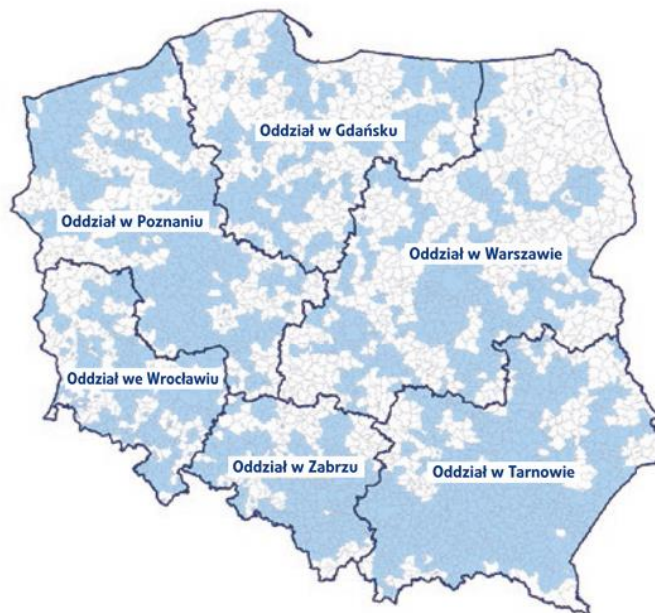 Oddział w Gdańsku
Oddział w Poznaniu
Oddział w Warszawie
Oddział we Wrocławiu
Oddział w Zabrzu
Oddział w Tarnowie